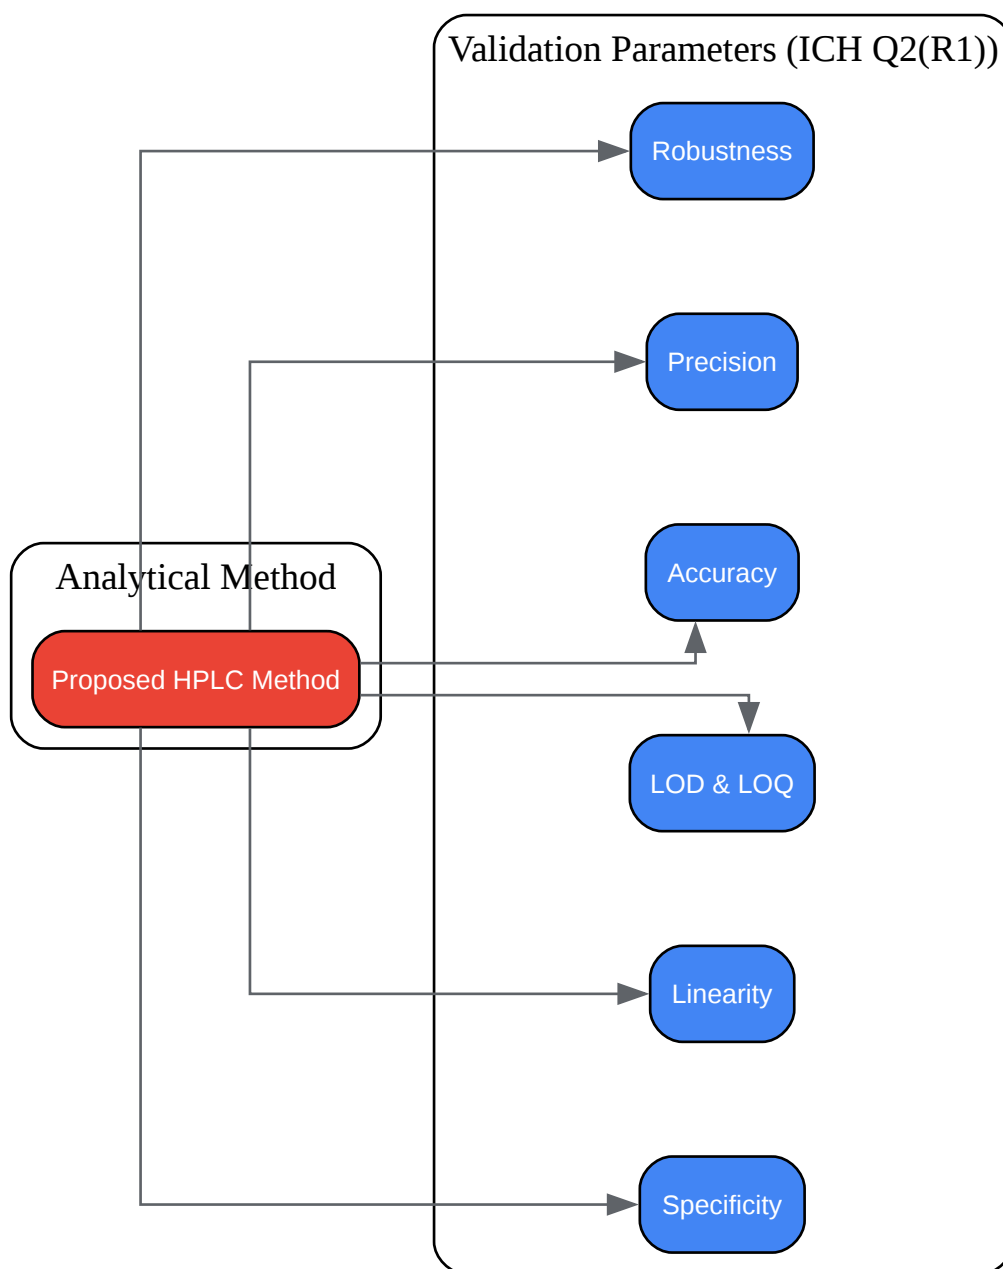 Validation Parameters (ICH Q2(R1))
Robustness
Precision
Accuracy
Analytical Method
Proposed HPLC Method
LOD & LOQ
Linearity
Specificity